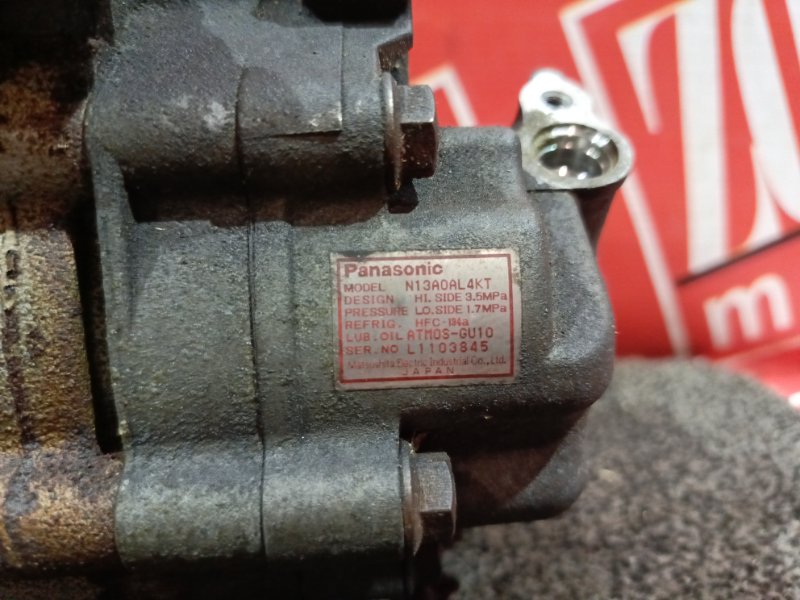 Panasonic
MODEL N13A0AL4KT
DESIGN HI.SIDE 3.5MPa
PRESSURE LO.SIDE 1.7MPa
REFRIG. HFC-134a
LUB.OIL ATMOS-GU10
SER.NO L1103845
Matsushita Electric Industrial Co., Ltd.
JAPAN